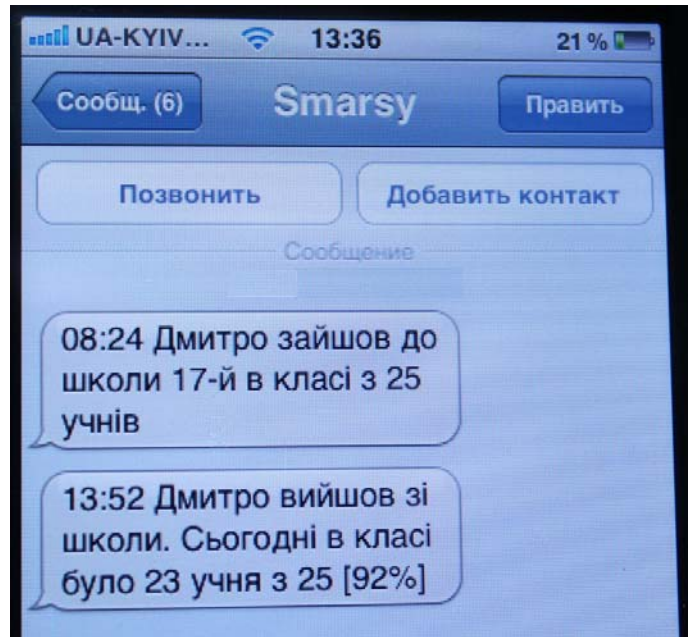 UA-KYIV... 13:36 21 %
Сообщ. (6) Smarsy Править
Позвонить Добавить контакт
Сообщение
08:24 Дмитро зайшов до
школи 17-й в класі з 25
учнів
13:52 Дмитро вийшов зі
школи. Сьогодні в класі
було 23 учня з 25 [92%]